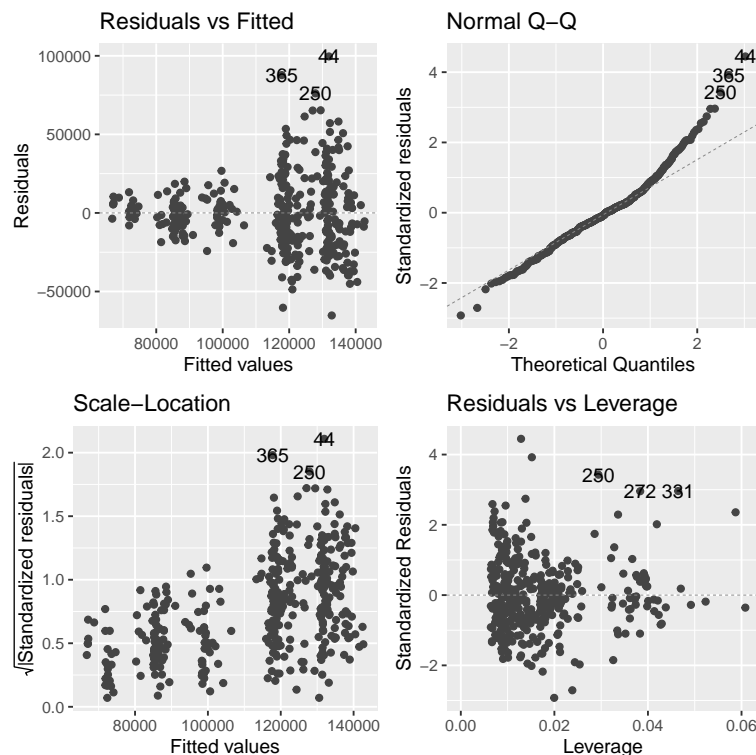 Residuals vs Fitted
Residuals
100000
50000
0
−50000
80000 100000 120000 140000
Fitted values
44
365
250
Normal Q−Q
Standardized residuals
4
2
0
−2
−2 0 2
Theoretical Quantiles
44
365
250
Scale−Location
√|Standardized residuals|
2.0
1.5
1.0
0.5
0.0
80000 100000 120000 140000
Fitted values
44
365
250
Residuals vs Leverage
Standardized Residuals
4
2
0
−2
0.00 0.02 0.04 0.06
Leverage
250
272 331